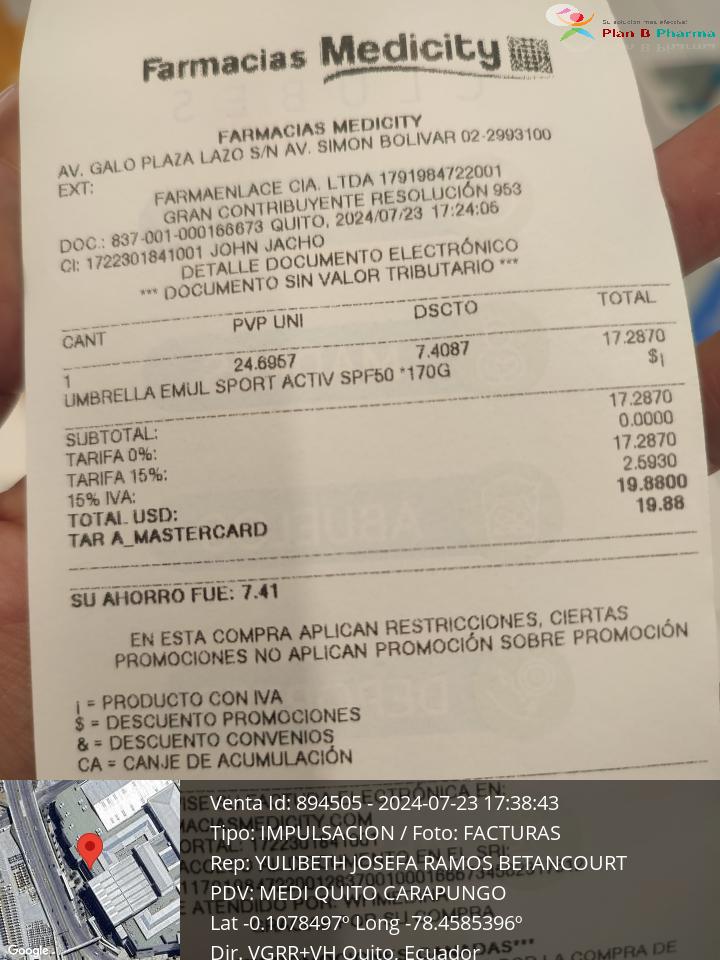 Su solucion mas efectiva!
Plan B Pharma
Farmacias Medicity
FARMACIAS MEDICITY
AV. GALO PLAZA LAZO S/N AV. SIMON BOLIVAR 02-2993100
EXT:
FARMAENLACE CIA. LTDA 1791984722001
GRAN CONTRIBUYENTE RESOLUCIÓN 953
DOC.: 837-001-000166673 QUITO, 2024/07/23 17:24:06
CI: 1722301841001 JOHN JACHO
DETALLE DOCUMENTO ELECTRÓNICO
*** DOCUMENTO SIN VALOR TRIBUTARIO ***
CANT PVP UNI DSCTO TOTAL
1 24.6957 7.4087 17.2870
UMBRELLA EMUL SPORT ACTIV SPF50 *170G $¡
SUBTOTAL: 17.2870
TARIFA 0%: 0.0000
TARIFA 15%: 17.2870
15% IVA: 2.5930
TOTAL USD: 19.8800
TAR A_MASTERCARD 19.88
SU AHORRO FUE: 7.41
EN ESTA COMPRA APLICAN RESTRICCIONES, CIERTAS
PROMOCIONES NO APLICAN PROMOCIÓN SOBRE PROMOCIÓN
¡ = PRODUCTO CON IVA
$ = DESCUENTO PROMOCIONES
& = DESCUENTO CONVENIOS
CA = CANJE DE ACUMULACIÓN
Venta Id: 894505 - 2024-07-23 17:38:43
Tipo: IMPULSACION / Foto: FACTURAS
Rep: YULIBETH JOSEFA RAMOS BETANCOURT
PDV: MEDI QUITO CARAPUNGO
Lat -0.1078497º Long -78.4585396º
Dir. VGRR+VH Quito, Ecuador
Google